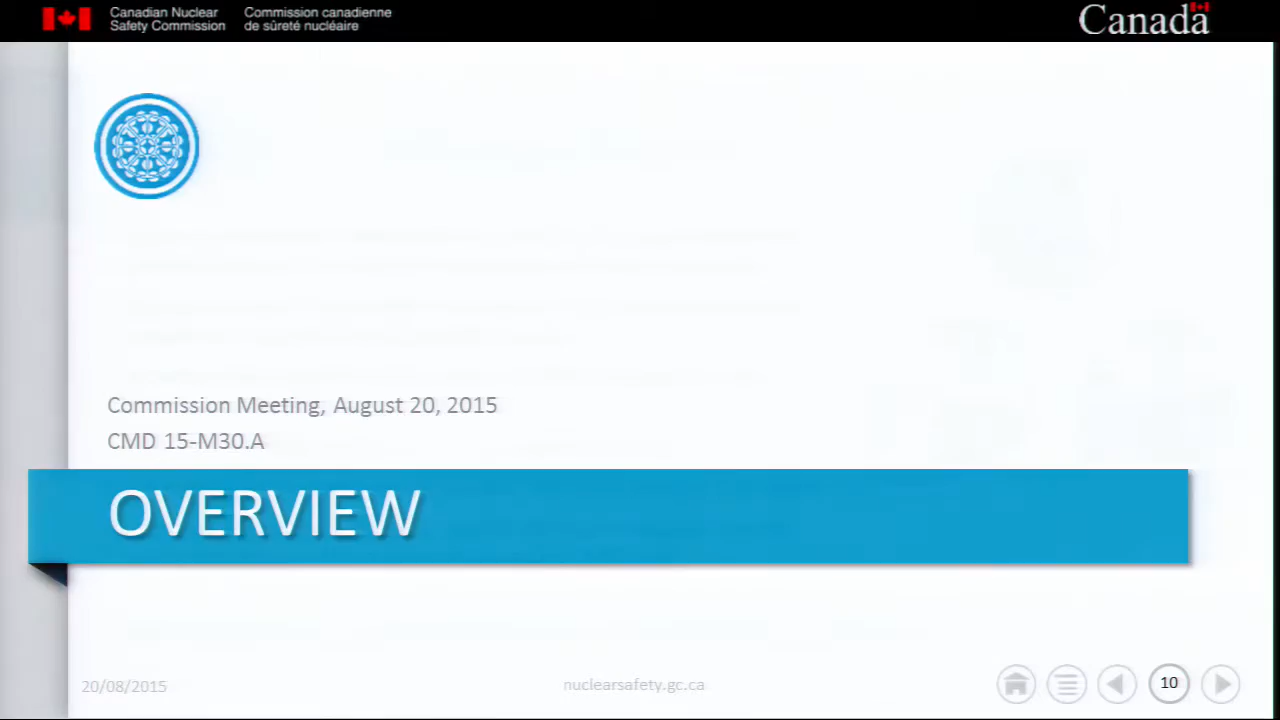 Canadian Nuclear
Safety Commission
Commission canadienne
de sûreté nucléaire
Canada
Commission Meeting, August 20, 2015
CMD 15-M30.A
OVERVIEW
20/08/2015
nuclearsafety.gc.ca
10